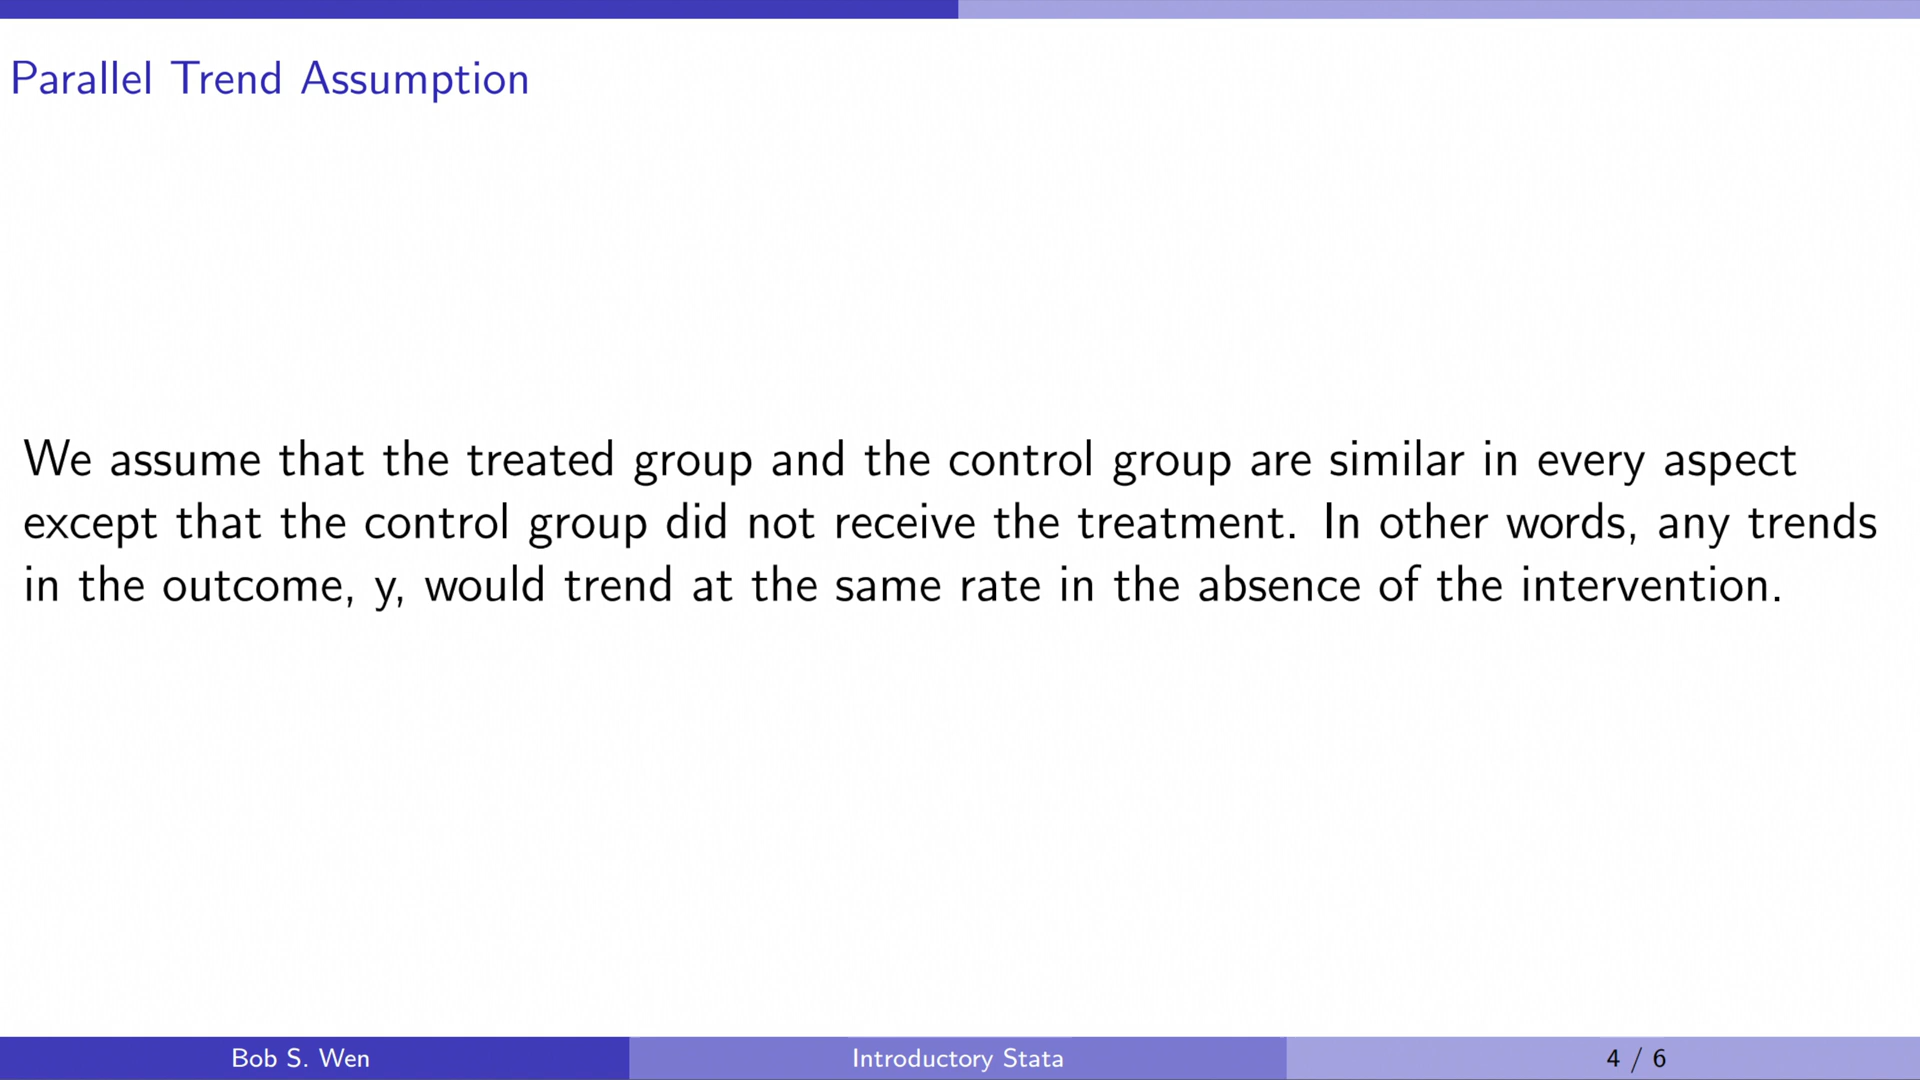 Parallel Trend Assumption
We assume that the treated group and the control group are similar in every aspect
except that the control group did not receive the treatment. In other words, any trends
in the outcome, y, would trend at the same rate in the absence of the intervention.
Bob S. Wen
Introductory Stata
4 / 6